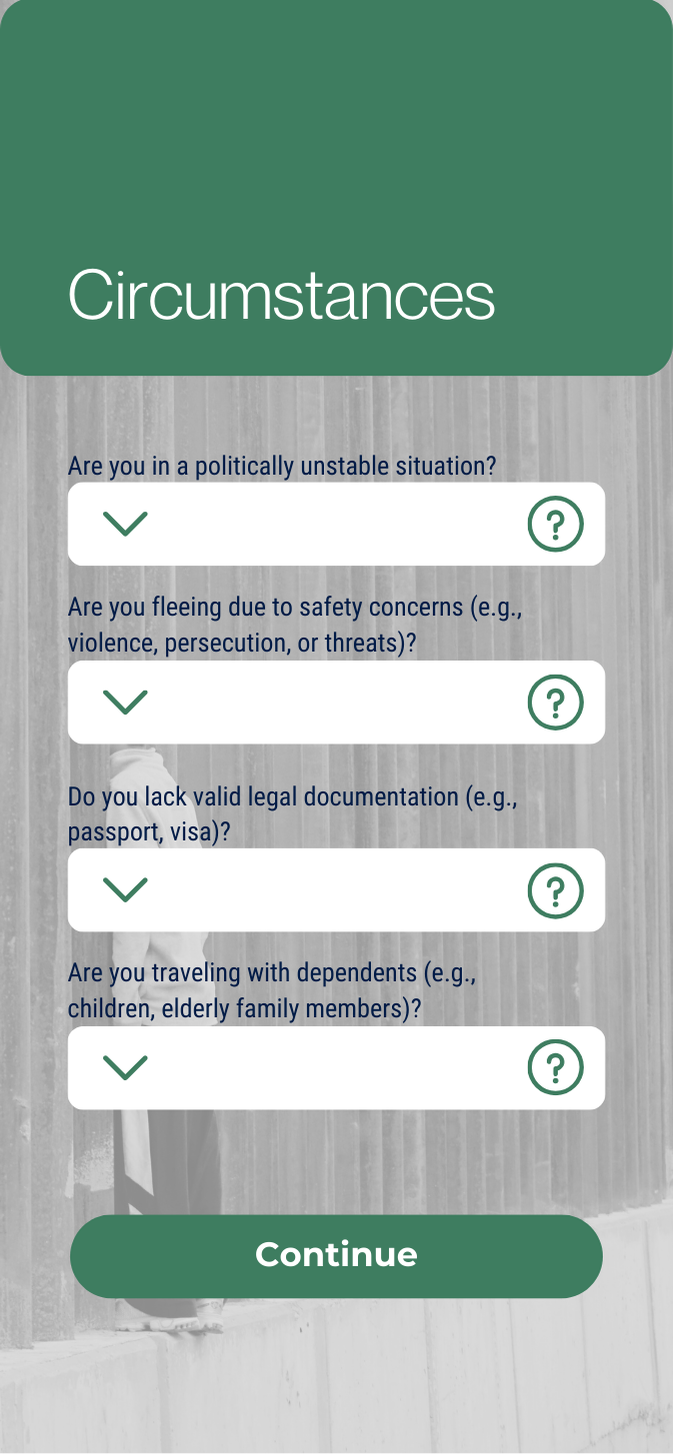 Circumstances
Are you in a politically unstable situation?
?
Are you fleeing due to safety concerns (e.g.,
violence, persecution, or threats)?
?
Do you lack valid legal documentation (e.g.,
passport, visa)?
?
Are you traveling with dependents (e.g.,
children, elderly family members)?
?
Continue